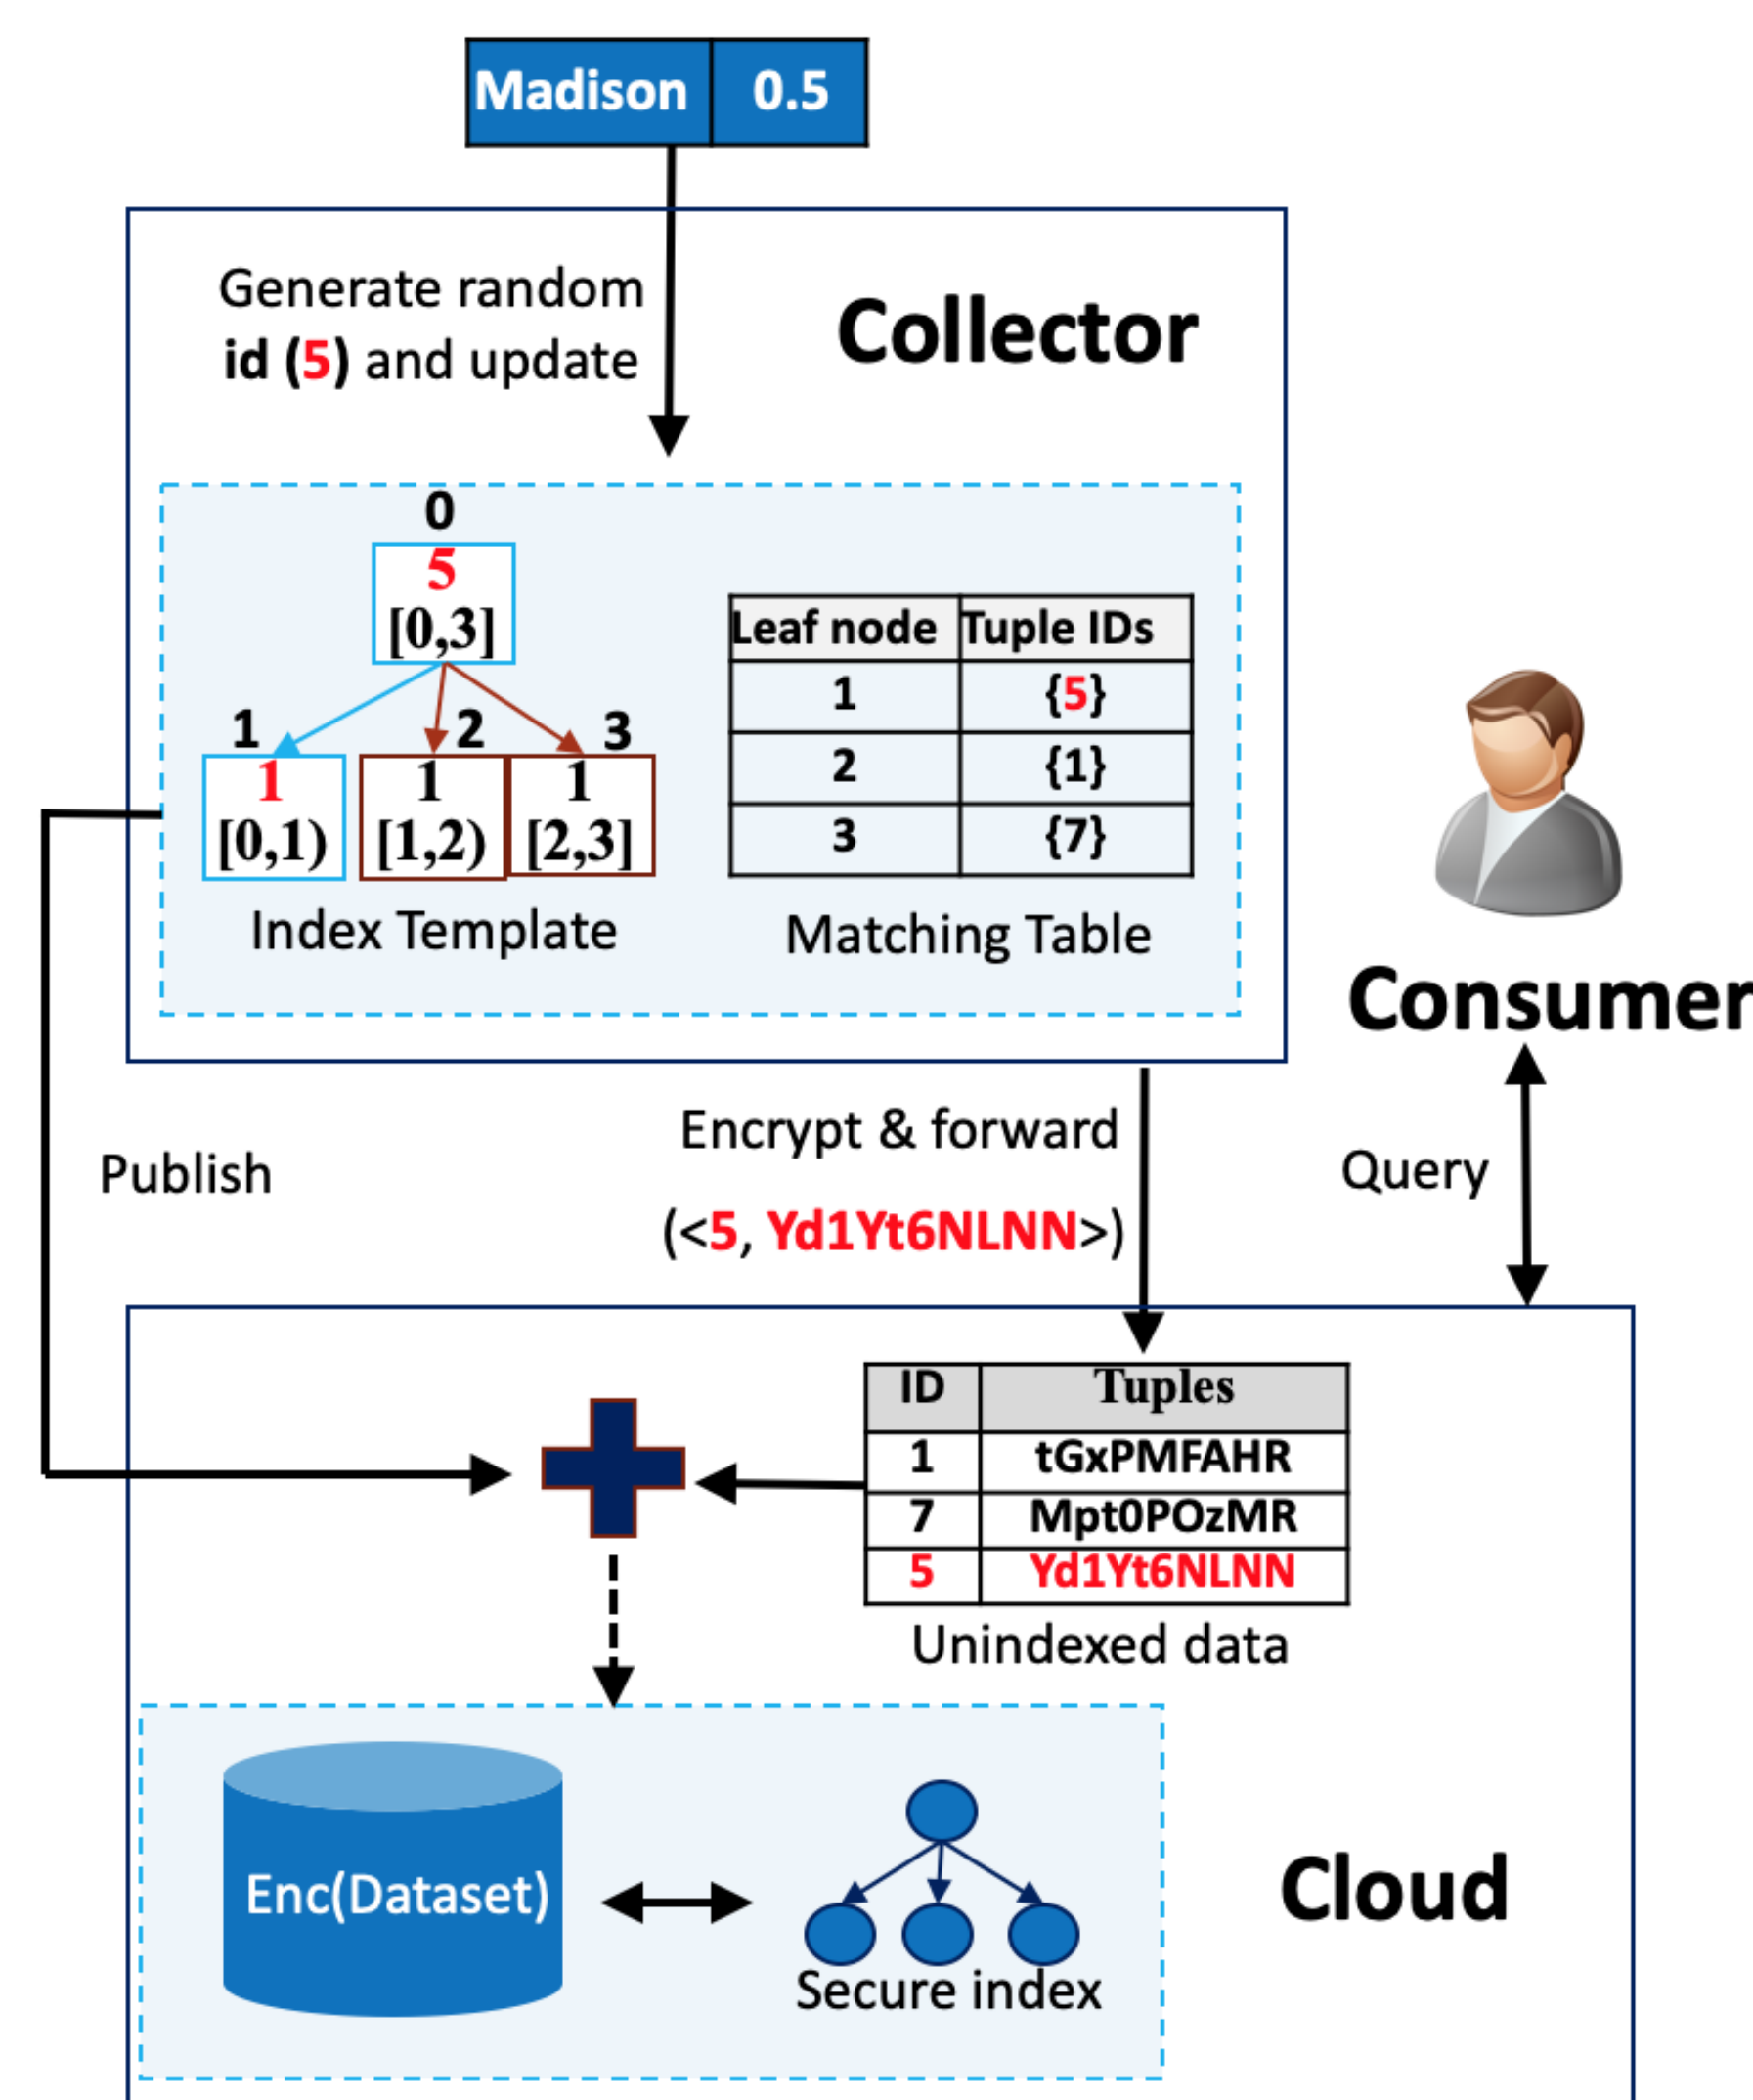 Madison 0.5
Generate random
id (5) and update
Collector
0
5
[0,3]
1 2 3
1 1 1
[0,1) [1,2) [2,3]
Index Template
Leaf node Tuple IDs
1 {5}
2 {1}
3 {7}
Matching Table
Consumer
Publish
Encrypt & forward
(<5, Yd1Yt6NLNN>)
Query
ID Tuples
1 tGxPMFAHR
7 Mpt0POzMR
5 Yd1Yt6NLNN
Unindexed data
Enc(Dataset)
Secure index
Cloud